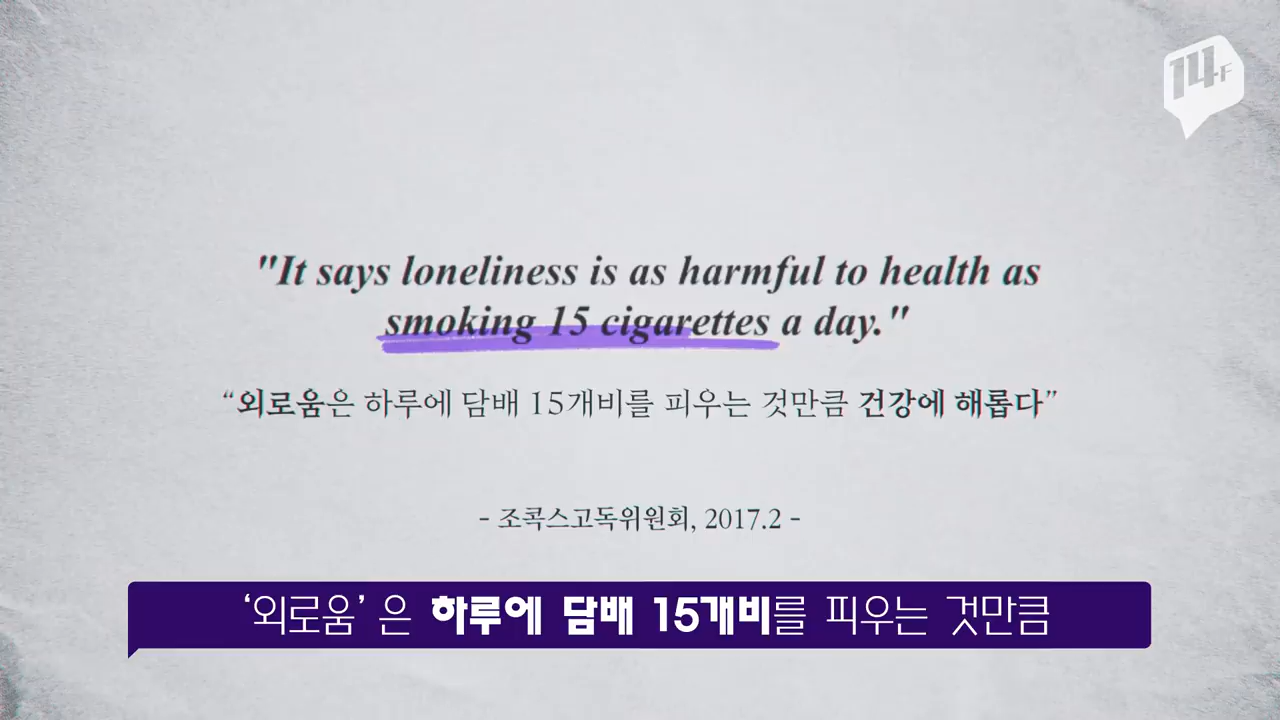 14F
"It says loneliness is as harmful to health as
smoking 15 cigarettes a day."
“외로움은 하루에 담배 15개비를 피우는 것만큼 건강에 해롭다”
- 조콕스고독위원회, 2017.2 -
‘외로움’ 은 하루에 담배 15개비를 피우는 것만큼